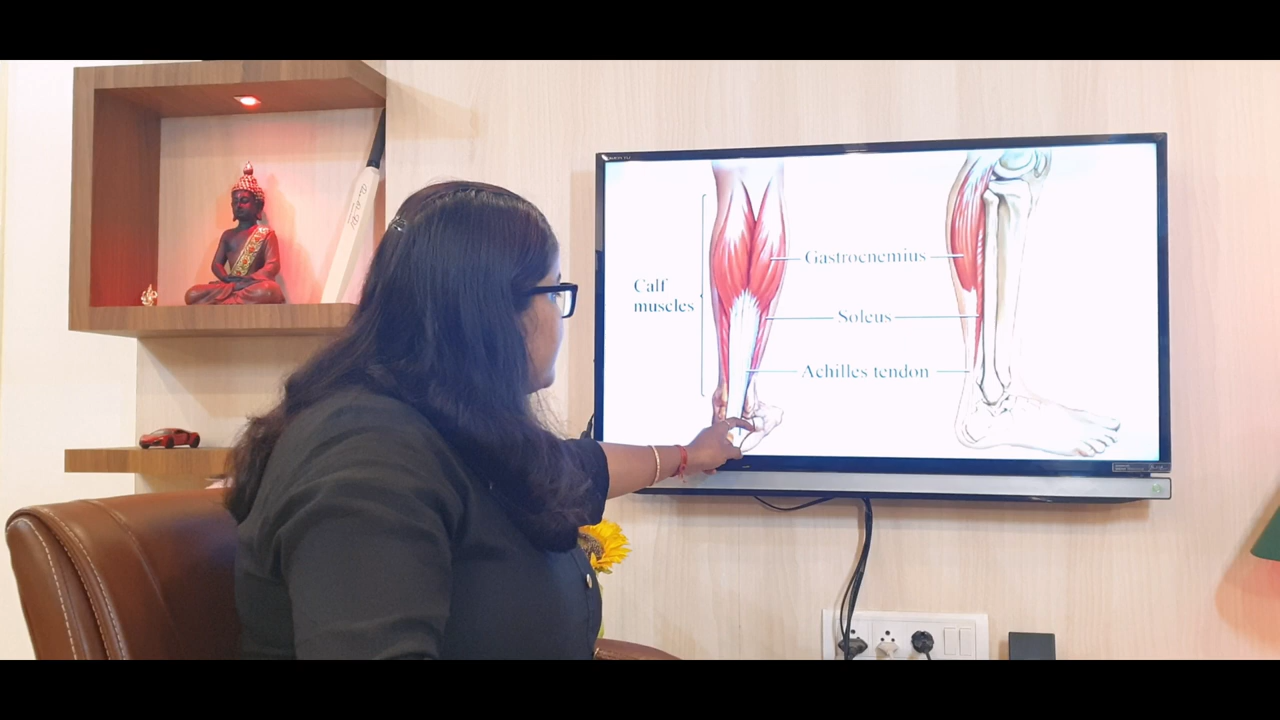 Calf
muscles
Gastrocnemius
Soleus
Achilles tendon